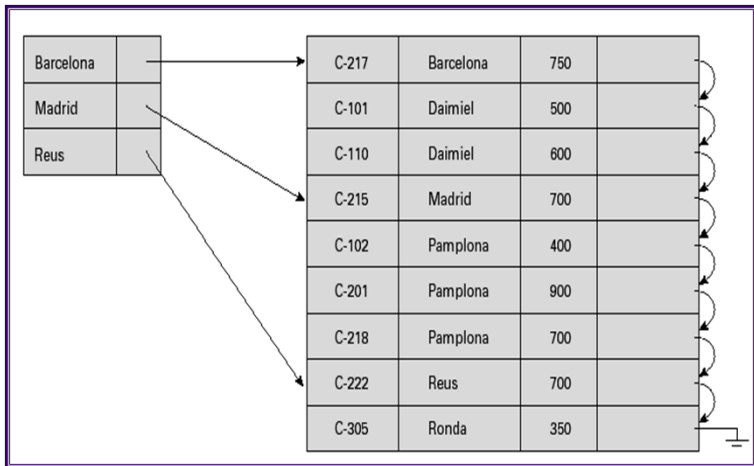 Barcelona
Madrid
Reus
C-217 Barcelona 750
C-101 Daimiel 500
C-110 Daimiel 600
C-215 Madrid 700
C-102 Pamplona 400
C-201 Pamplona 900
C-218 Pamplona 700
C-222 Reus 700
C-305 Ronda 350